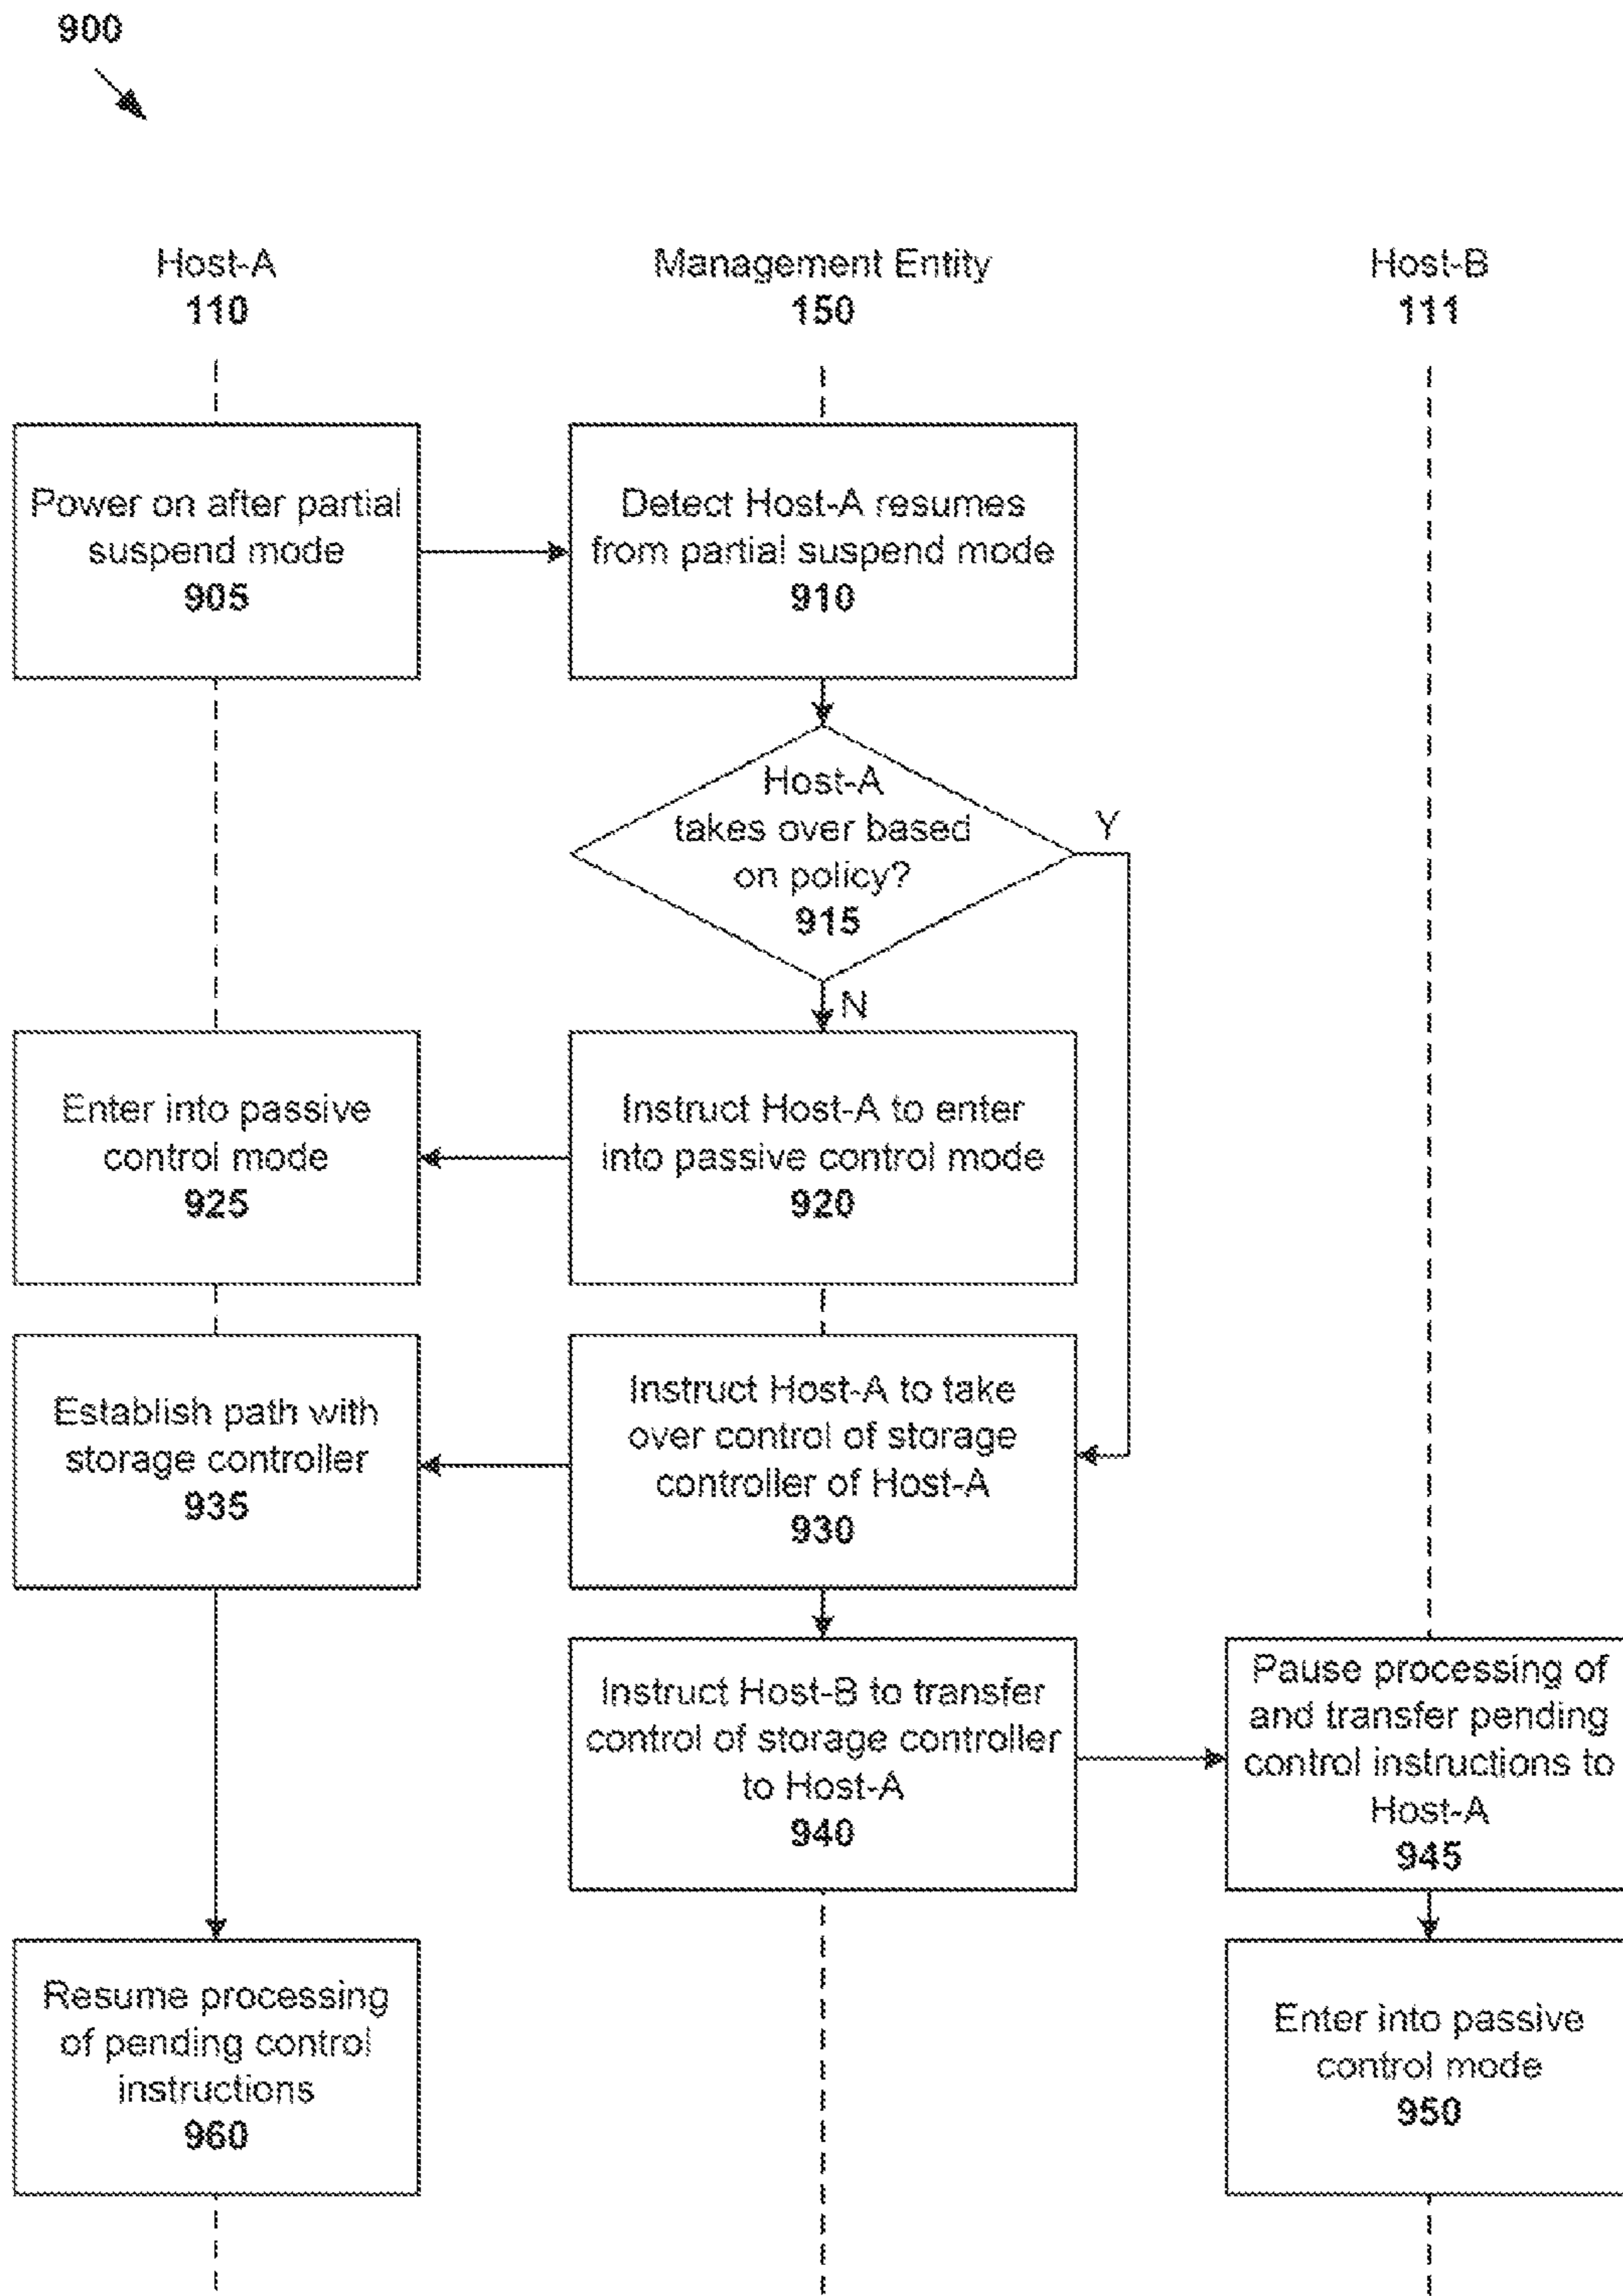 900
Host-A
110
Management Entity
150
Host-B
111
Power on after partial
suspend mode
905
Detect Host-A resumes
from partial suspend mode
910
Host-A
takes over based
on policy?
915
Y
N
Enter into passive
control mode
925
Instruct Host-A to enter
into passive control mode
920
Establish path with
storage controller
935
Instruct Host-A to take
over control of storage
controller of Host-A
930
Instruct Host-B to transfer
control of storage controller
to Host-A
940
Pause processing of
and transfer pending
control instructions to
Host-A
945
Resume processing
of pending control
instructions
960
Enter into passive
control mode
950